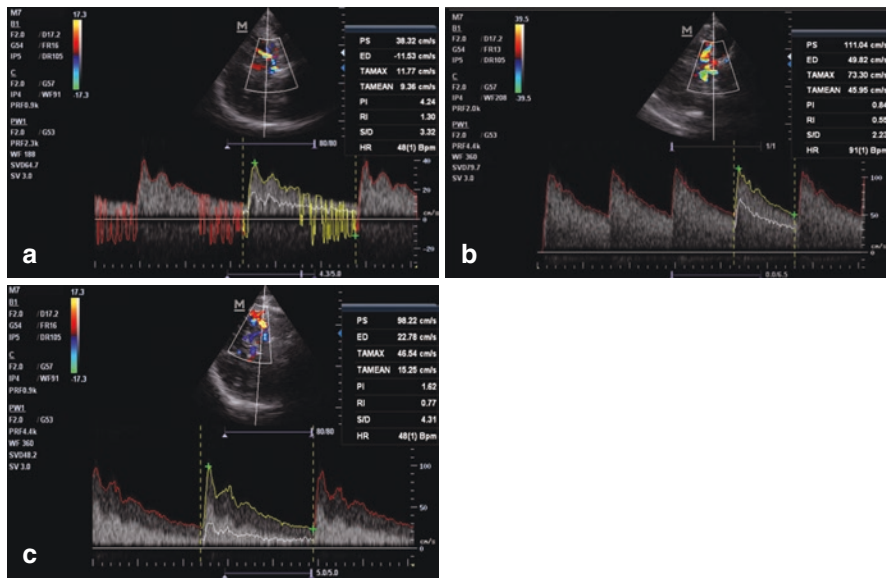 M7
B1
F2.0 /D17.2
G54 /FR16
IP5 /DR105
C
F2.0 /G57
IP4 /WF91
PRF0.9k
PW1
F2.0 /G53
PRF2.3k
WF 188
SVD64.7
SV 3.0
17.3
-17.3
M
PS 38.32 cm/s
ED -11.53 cm/s
TAMAX 11.77 cm/s
TAMEAN 9.36 cm/s
PI 4.24
RI 1.30
S/D 3.32
HR 48(1) Bpm
80/80
40
20
cm/s
0
-20
4.3/5.0
a
M7
B1
F2.0 /D17.2
G54 /FR13
IP5 /DR105
C
F2.0 /G57
IP4 /WF208
PRF2.0k
PW1
F2.0 /G53
PRF4.4k
WF 360
SVD79.7
SV 3.0
39.5
-39.5
M
PS 111.04 cm/s
ED 49.82 cm/s
TAMAX 73.30 cm/s
TAMEAN 45.95 cm/s
PI 0.84
RI 0.55
S/D 2.23
HR 91(1) Bpm
1/1
100
50
cm/s
0
0.0/6.5
b
M7
B1
F2.0 /D17.2
G54 /FR16
IP5 /DR105
C
F2.0 /G57
IP4 /WF91
PRF0.9k
PW1
F2.0 /G53
PRF4.4k
WF 360
SVD48.2
SV 3.0
17.3
-17.3
M
PS 98.22 cm/s
ED 22.78 cm/s
TAMAX 46.54 cm/s
TAMEAN 15.25 cm/s
PI 1.62
RI 0.77
S/D 4.31
HR 48(1) Bpm
80/80
100
50
cm/s
0
5.0/5.0
c